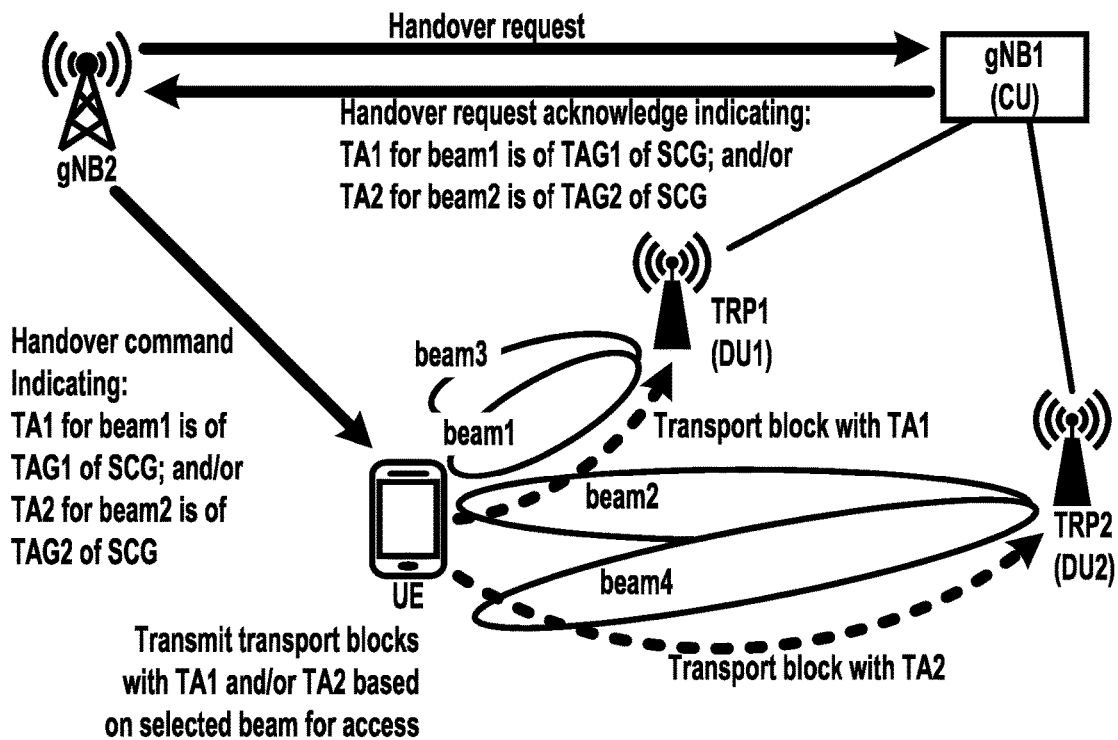 Handover request
gNB1
(CU)
Handover request acknowledge indicating:
TA1 for beam1 is of TAG1 of SCG; and/or
TA2 for beam2 is of TAG2 of SCG
gNB2
TRP1
(DU1)
Handover command
Indicating:
TA1 for beam1 is of
TAG1 of SCG; and/or
TA2 for beam2 is of
TAG2 of SCG
beam3
beam1
Transport block with TA1
beam2
TRP2
(DU2)
beam4
UE
Transmit transport blocks
with TA1 and/or TA2 based
on selected beam for access
Transport block with TA2